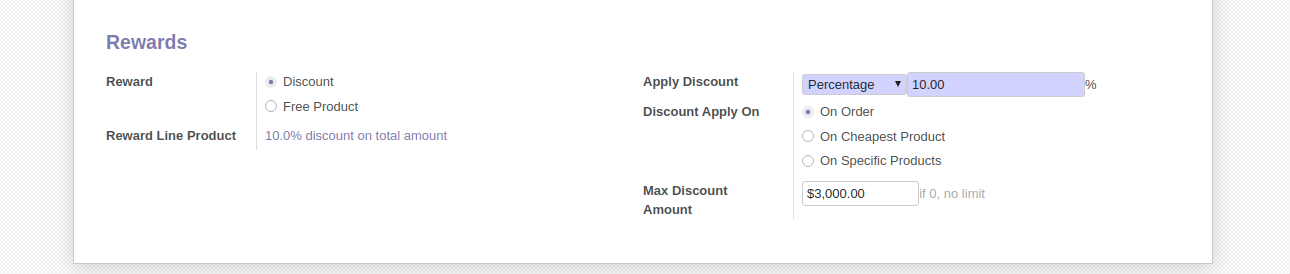 Rewards
Reward
Discount
Free Product
Reward Line Product
10.0% discount on total amount
Apply Discount
Percentage
10.00
%
Discount Apply On
On Order
On Cheapest Product
On Specific Products
Max Discount
Amount
$3,000.00
if 0, no limit